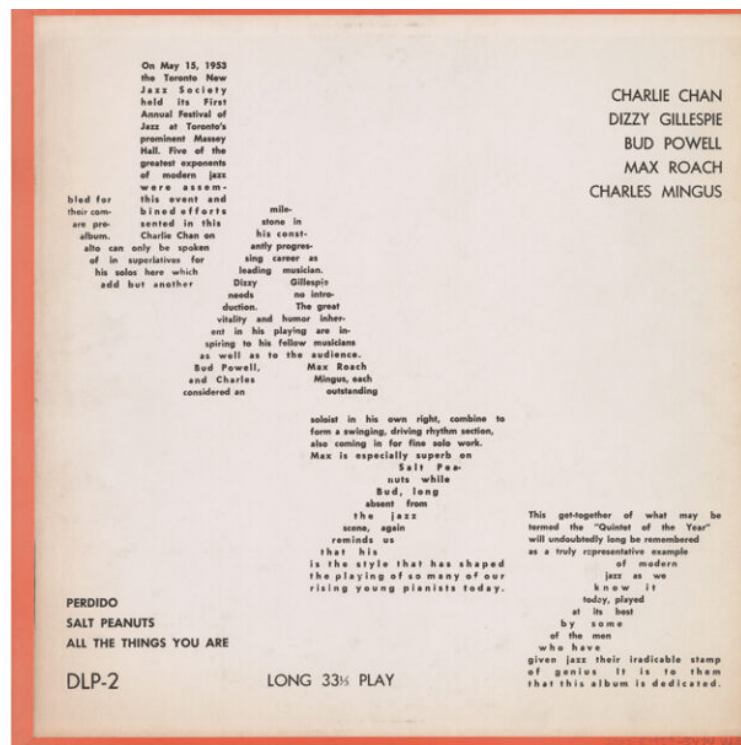 On May 15, 1953
the Toronto New
Jazz Society
held its First
Annual Festival of
Jazz at Toronto's
prominent Massey
Hall. Five of the
greatest exponents
of modern jazz
were assem-
bled for this event and
their com- bined efforts
are pre- sented in this
album. Charlie Chan on
alto can only be spoken
of in superlatives for
his solos here which
add but another
mile-
stone in
his const-
antly progres-
sing career as
leading musician.
Dizzy Gillespie
needs no intro-
duction. The great
vitality and humor inher-
ent in his playing are in-
spiring to his fellow musicians
as well as to the audience.
Bud Powell, Max Roach
and Charles Mingus, each
considered an outstanding
soloist in his own right, combine to
form a swinging, driving rhythm section,
also coming in for fine solo work.
Max is especially superb on
Salt Pea-
nuts while
Bud, long
absent from
the jazz
scene, again
reminds us
that his
is the style that has shaped
the playing of so many of our
rising young pianists today.
This get-together of what may be
termed the "Quintet of the Year"
will undoubtedly long be remembered
as a truly representative example
of modern
jazz as we
know it
today, played
at its best
by some
of the men
who have
given jazz their iradicable stamp
of genius It is to them
that this album is dedicated.
CHARLIE CHAN
DIZZY GILLESPIE
BUD POWELL
MAX ROACH
CHARLES MINGUS
PERDIDO
SALT PEANUTS
ALL THE THINGS YOU ARE
DLP-2
LONG 33⅓ PLAY